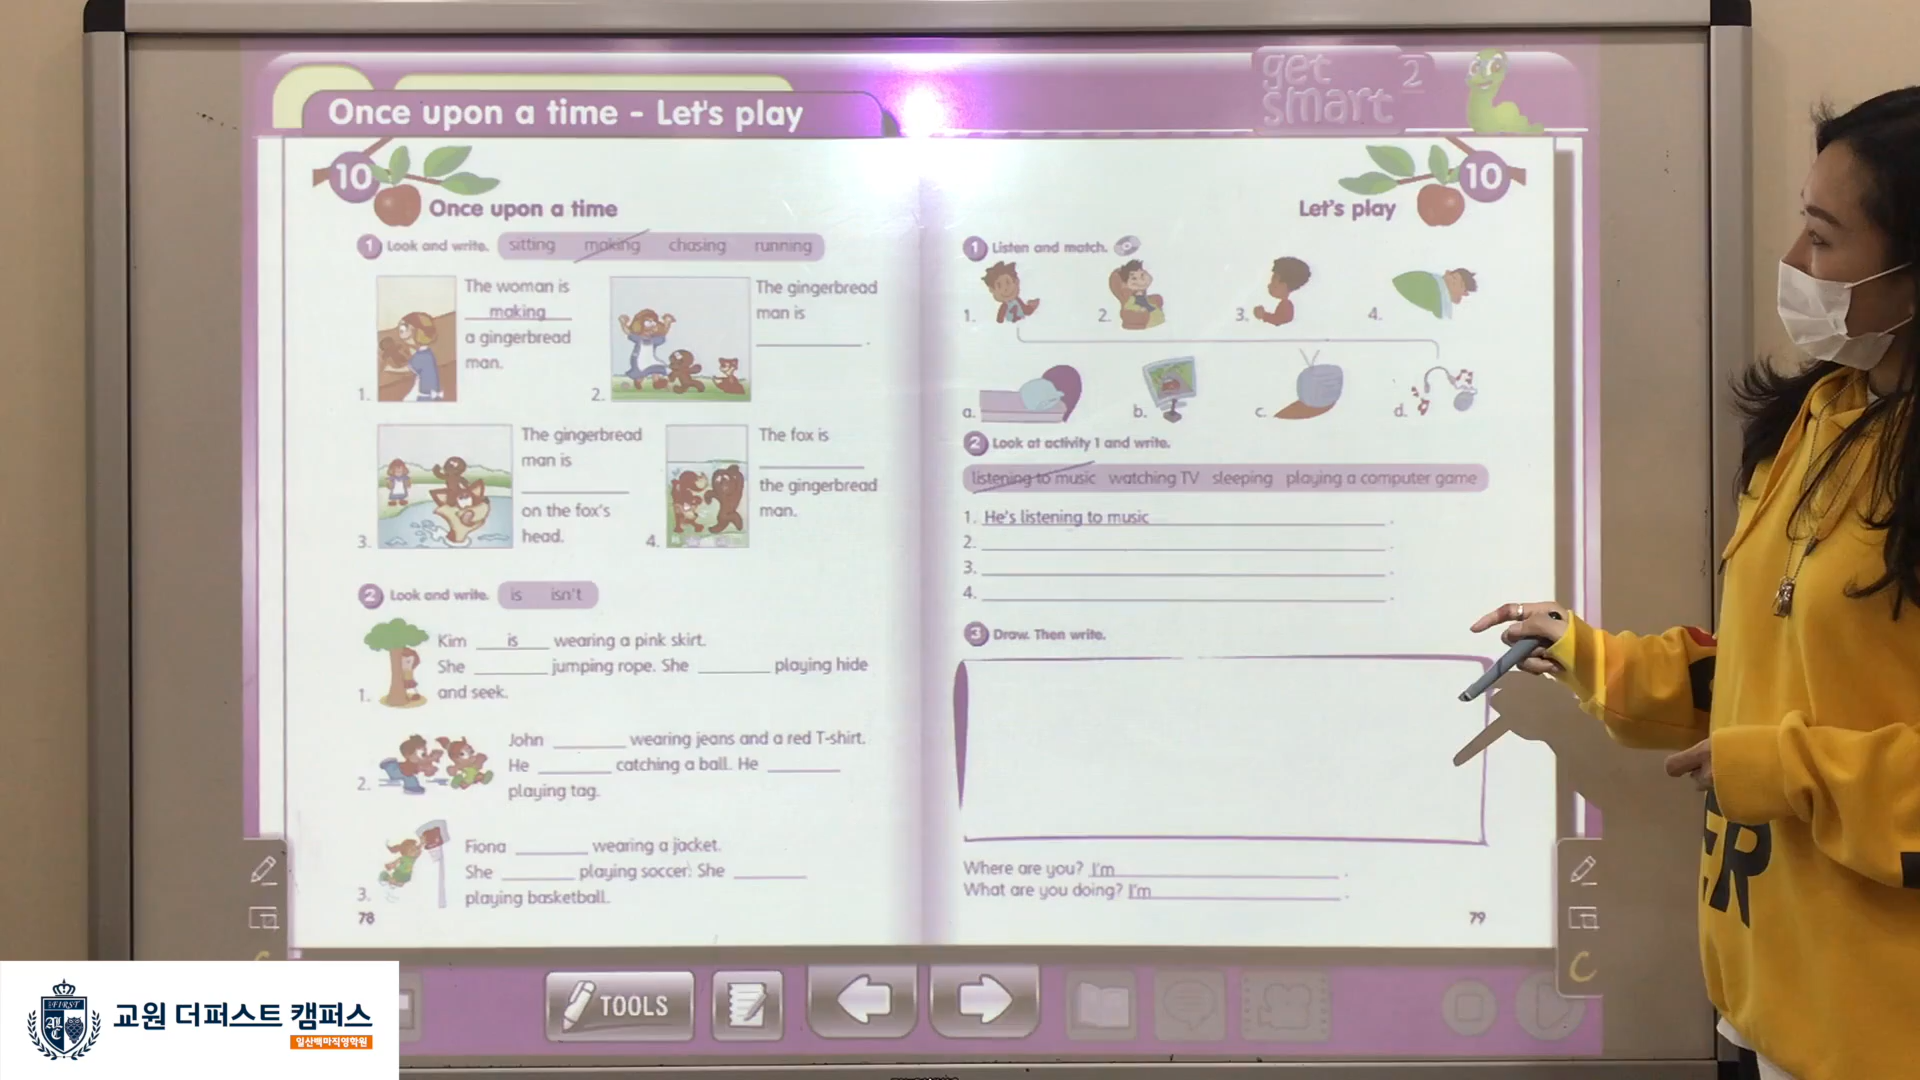 Once upon a time - Let's play
get smart 2
10
Once upon a time
1 Look and write. sitting making chasing running
The woman is
making
a gingerbread
man.
1.
The gingerbread
man is
.
2.
The gingerbread
man is
on the fox's
head.
3.
The fox is
the gingerbread
man.
4.
2 Look and write. is isn't
Kim is wearing a pink skirt.
She jumping rope. She playing hide
1. and seek.
John wearing jeans and a red T-shirt.
He catching a ball. He
2. playing tag.
Fiona wearing a jacket.
She playing soccer. She
3. playing basketball.
78
10
Let's play
1 Listen and match.
1. 2. 3. 4.
a. b. c. d.
2 Look at activity 1 and write.
listening to music watching TV sleeping playing a computer game
1. He's listening to music .
2. .
3. .
4. .
3 Draw. Then write.
Where are you? I'm .
What are you doing? I'm .
79
TOOLS
FIRST
교원 더퍼스트 캠퍼스
일산백마직영학원